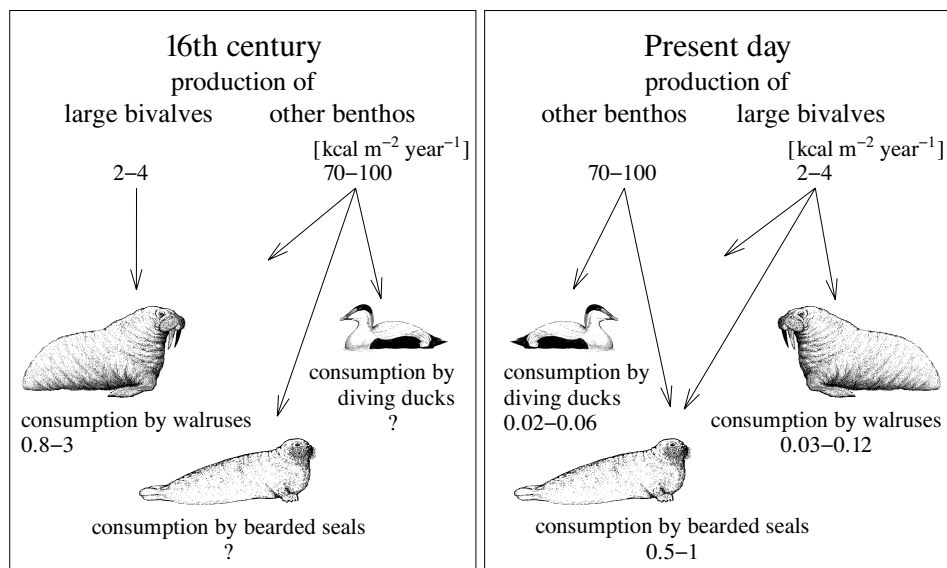 16th century
production of
large bivalves other benthos
[kcal m⁻² year⁻¹]
2–4 70–100
consumption by
diving ducks
?
consumption by walruses
0.8–3
consumption by bearded seals
?
Present day
production of
other benthos large bivalves
[kcal m⁻² year⁻¹]
70–100 2–4
consumption by
diving ducks
0.02–0.06
consumption by walruses
0.03–0.12
consumption by bearded seals
0.5–1